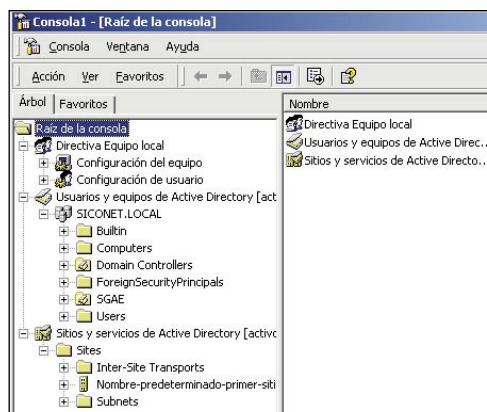 Consola1 - [Raíz de la consola]
Consola Ventana Ayuda
Acción Ver Favoritos
Árbol Favoritos
Raíz de la consola
Directiva Equipo local
Configuración del equipo
Configuración de usuario
Usuarios y equipos de Active Directory [act
SICONET.LOCAL
Builtin
Computers
Domain Controllers
ForeignSecurityPrincipals
SGAE
Users
Sitios y servicios de Active Directory [activc
Sites
Inter-Site Transports
Nombre-predeterminado-primer-siti
Subnets
Nombre
Directiva Equipo local
Usuarios y equipos de Active Direc...
Sitios y servicios de Active Directo...